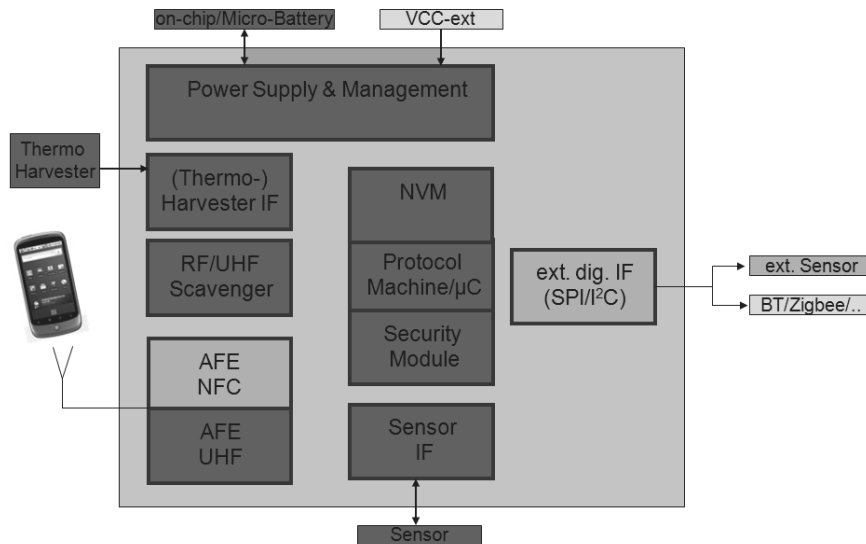 on-chip/Micro-Battery
VCC-ext
Power Supply & Management
Thermo
Harvester
(Thermo-)
Harvester IF
NVM
RF/UHF
Scavenger
Protocol
Machine/µC
ext. dig. IF
(SPI/I²C)
ext. Sensor
BT/Zigbee/..
Security
Module
AFE
NFC
AFE
UHF
Sensor
IF
Sensor